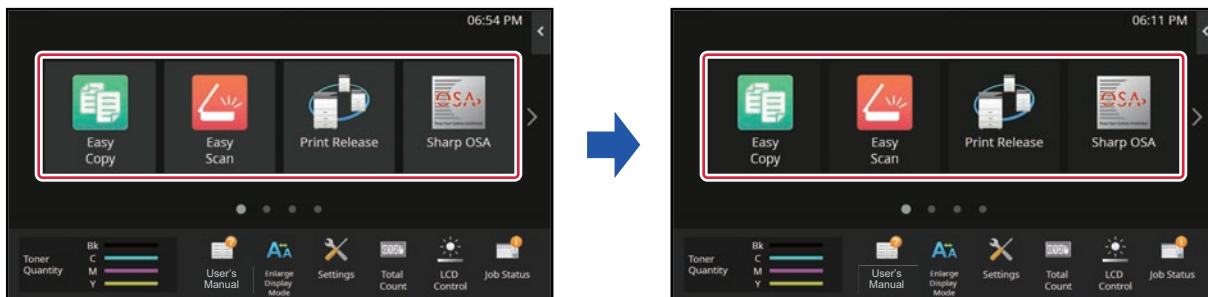 06:54 PM
Easy
Copy
Easy
Scan
Print Release
OSA
Sharp OSA
Toner
Quantity
Bk
C
M
Y
User's
Manual
Enlarge
Display
Mode
Settings
Total
Count
LCD
Control
Job Status
06:11 PM
Easy
Copy
Easy
Scan
Print Release
OSA
Sharp OSA
Toner
Quantity
Bk
C
M
Y
User's
Manual
Enlarge
Display
Mode
Settings
Total
Count
LCD
Control
Job Status